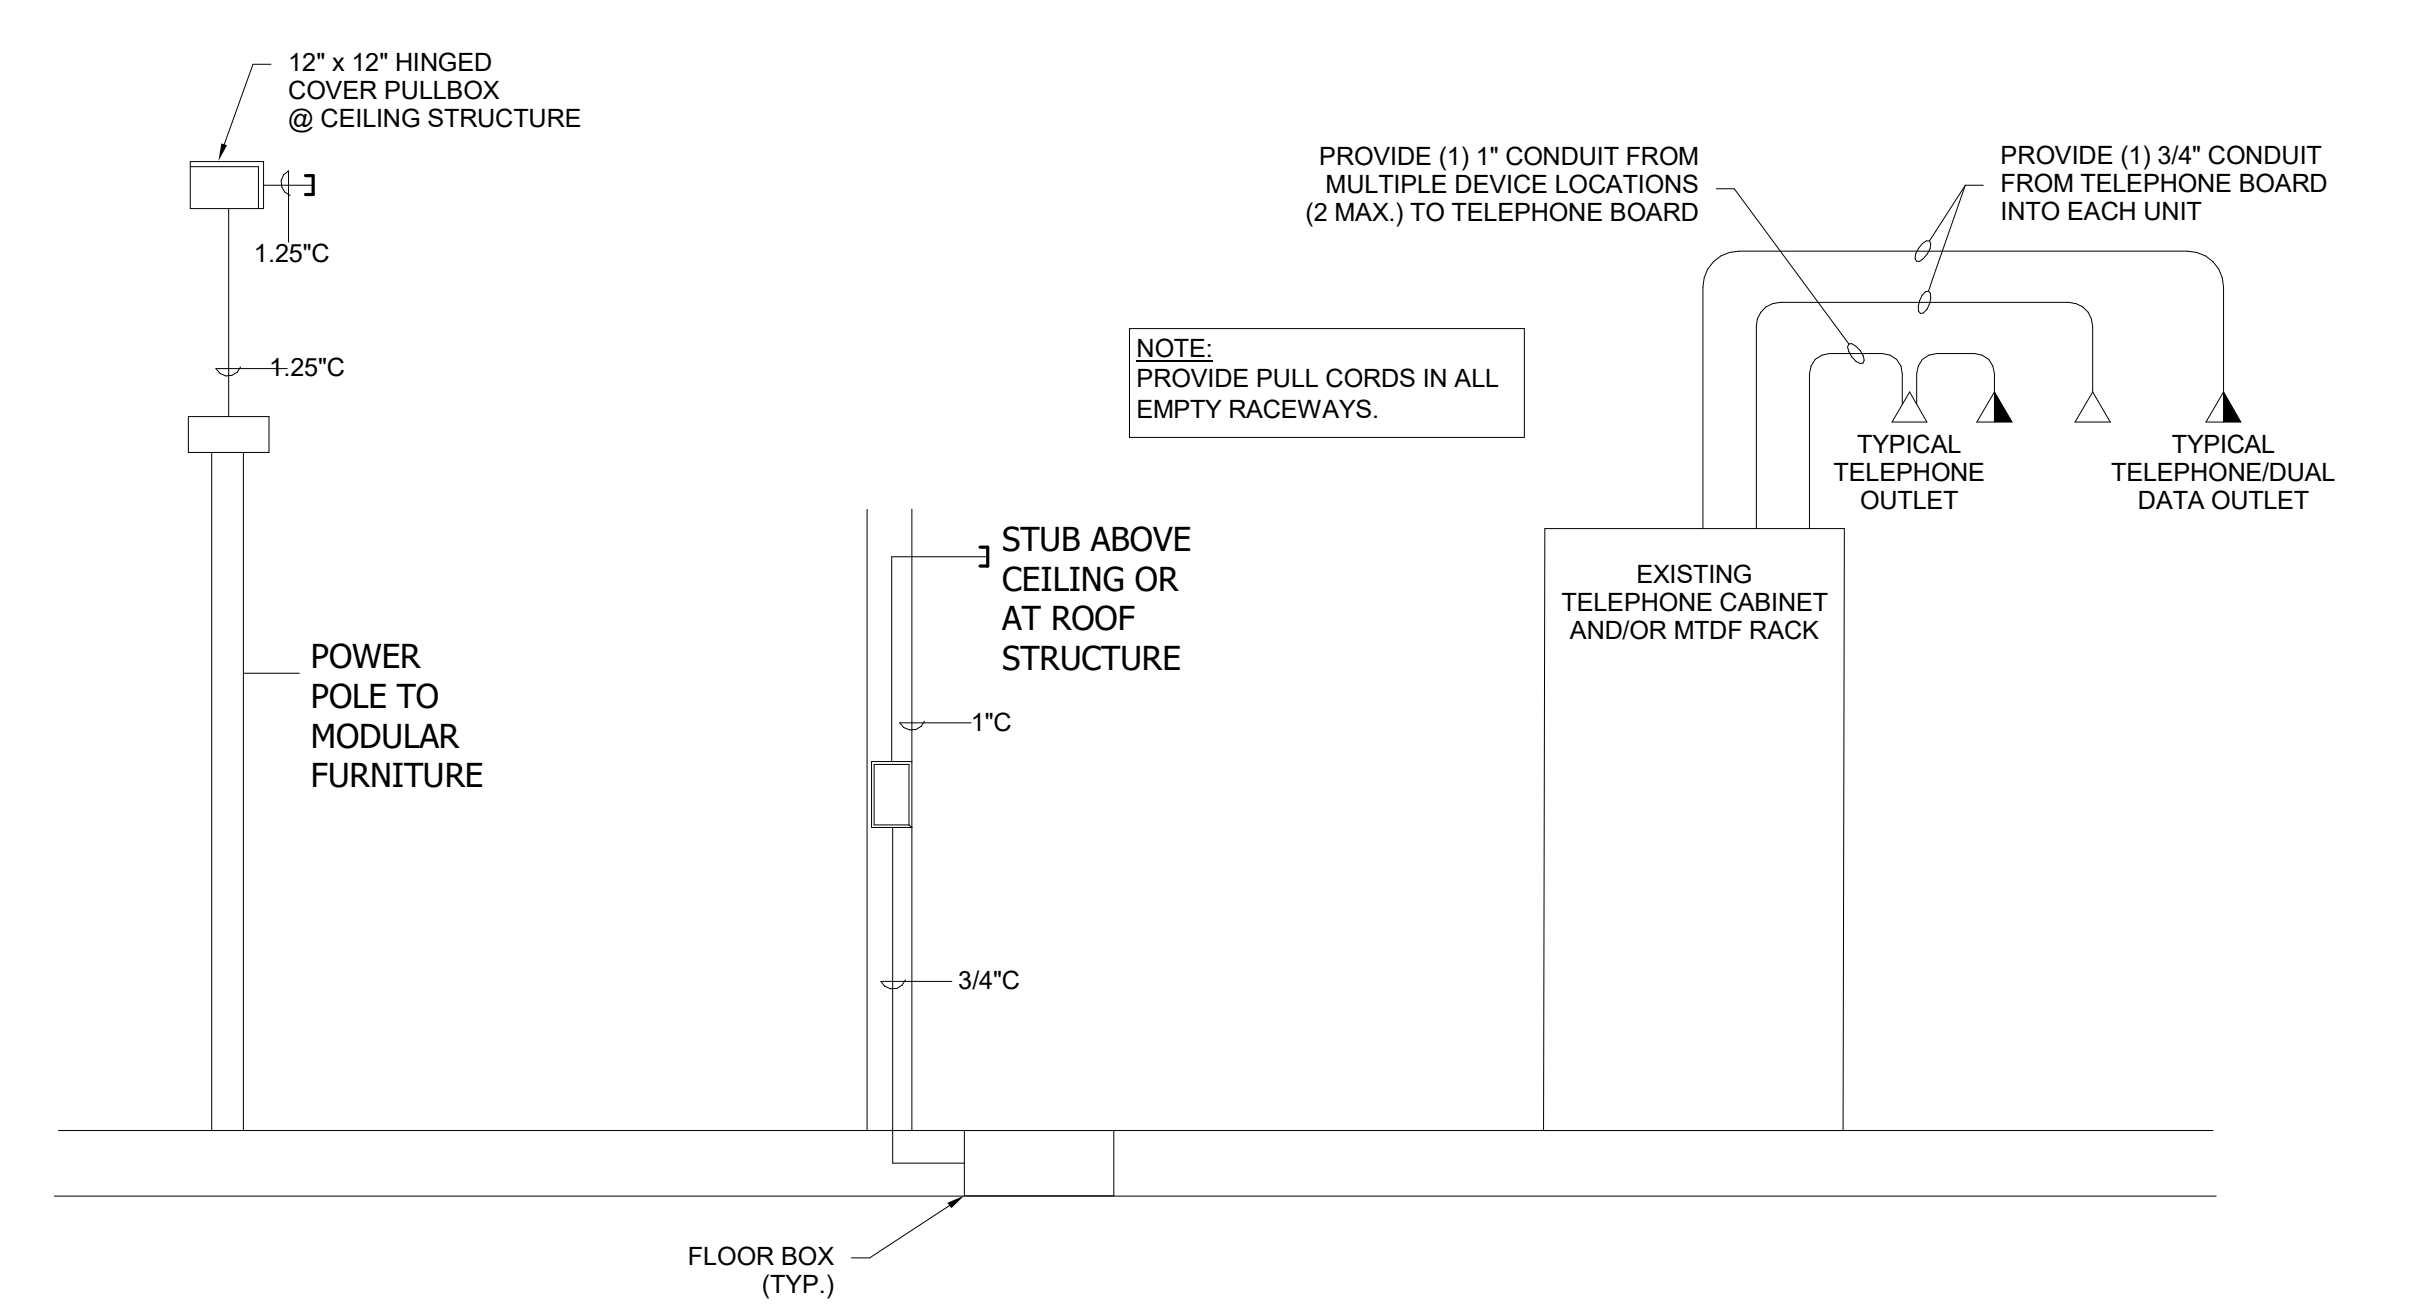 12" x 12" HINGED
COVER PULLBOX
@ CEILING STRUCTURE
1.25"C
1.25"C
POWER
POLE TO
MODULAR
FURNITURE
STUB ABOVE
CEILING OR
AT ROOF
STRUCTURE
1"C
3/4"C
FLOOR BOX
(TYP.)
NOTE:
PROVIDE PULL CORDS IN ALL
EMPTY RACEWAYS.
PROVIDE (1) 1" CONDUIT FROM
MULTIPLE DEVICE LOCATIONS
(2 MAX.) TO TELEPHONE BOARD
PROVIDE (1) 3/4" CONDUIT
FROM TELEPHONE BOARD
INTO EACH UNIT
TYPICAL
TELEPHONE
OUTLET
TYPICAL
TELEPHONE/DUAL
DATA OUTLET
EXISTING
TELEPHONE CABINET
AND/OR MTDF RACK